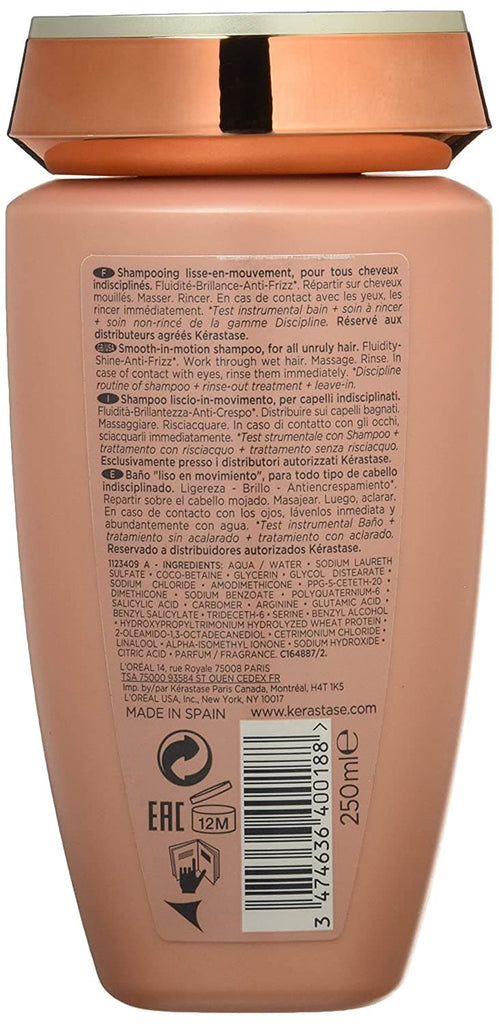 F Shampooing lisse-en-mouvement, pour tous cheveux
indisciplinés. Fluidité-Brillance-Anti-Frizz*. Répartir sur cheveux
mouillés. Masser. Rincer. En cas de contact avec les yeux, les
rincer immédiatement. *Test instrumental bain + soin à rincer
+ soin non-rincé de la gamme Discipline. Réservé aux
distributeurs agréés Kérastase.
GB/USA Smooth-in-motion shampoo, for all unruly hair. Fluidity-
Shine-Anti-Frizz*. Work through wet hair. Massage. Rinse. In
case of contact with eyes, rinse them immediately. *Discipline
routine of shampoo + rinse-out treatment + leave-in.
I Shampoo liscio-in-movimento, per capelli indisciplinati.
Fluidità-Brillantezza-Anti-Crespo*. Distribuire sui capelli bagnati.
Massaggiare. Risciacquare. In caso di contatto con gli occhi,
sciacquarli immediatamente. *Test strumentale con Shampoo +
trattamento con risciacquo + trattamento senza risciacquo.
Esclusivamente presso i distributori autorizzati Kérastase.
E Baño "liso en movimiento", para todo tipo de cabello
indisciplinado. Ligereza - Brillo - Antiencrespamiento*.
Repartir sobre el cabello mojado. Masajear. Luego, aclarar.
En caso de contacto con los ojos, lávenlos inmediata y
abundantemente con agua. *Test instrumental Baño +
tratamiento sin acalarado + tratamiento con aclarado.
Reservado a distribuidores autorizados Kérastase.
1123409 A - INGREDIENTS: AQUA / WATER • SODIUM LAURETH
SULFATE • COCO-BETAINE • GLYCERIN • GLYCOL DISTEARATE •
SODIUM CHLORIDE • AMODIMETHICONE • PPG-5-CETETH-20 •
DIMETHICONE • SODIUM BENZOATE • POLYQUATERNIUM-6 •
SALICYLIC ACID • CARBOMER • ARGININE • GLUTAMIC ACID •
BENZYL SALICYLATE • TRIDECETH-6 • SERINE • BENZYL ALCOHOL
• HYDROXYPROPYLTRIMONIUM HYDROLYZED WHEAT PROTEIN •
2-OLEAMIDO-1,3-OCTADECANEDIOL • CETRIMONIUM CHLORIDE •
LINALOOL • ALPHA-ISOMETHYL IONONE • SODIUM HYDROXIDE •
CITRIC ACID • PARFUM / FRAGRANCE. C164887/2.
L'ORÉAL 14, rue Royale 75008 PARIS
TSA 75000 93584 ST OUEN CEDEX FR
Imp. by/par Kérastase Paris Canada, Montréal, H4T 1K5
L'ORÉAL USA, Inc., New York, NY 10017
MADE IN SPAIN www.kerastase.com
EAC
12M
3 474636 400188 >
250ml e